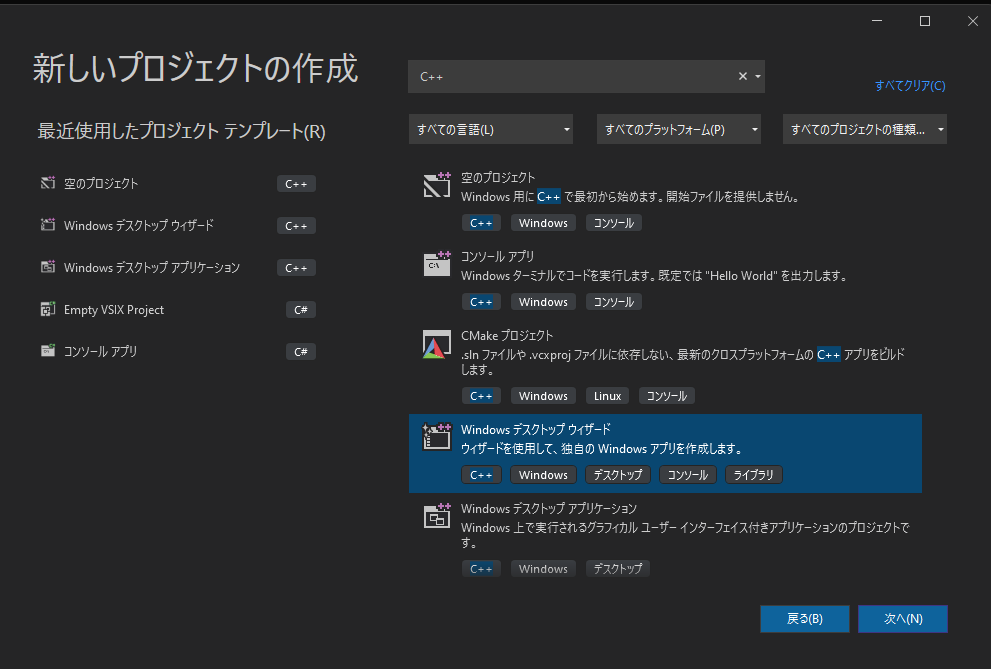 新しいプロジェクトの作成
C++
すべてクリア(C)
最近使用したプロジェクト テンプレート(R)
すべての言語(L)
すべてのプラットフォーム(P)
すべてのプロジェクトの種類...
空のプロジェクト
C++
Windows デスクトップ ウィザード
C++
Windows デスクトップ アプリケーション
C++
Empty VSIX Project
C#
コンソール アプリ
C#
空のプロジェクト
Windows 用に C++ で最初から始めます。開始ファイルを提供しません。
C++ Windows コンソール
コンソール アプリ
Windows ターミナルでコードを実行します。既定では "Hello World" を出力します。
C++ Windows コンソール
CMake プロジェクト
.sln ファイルや .vcxproj ファイルに依存しない、最新のクロスプラットフォームの C++ アプリをビルド
します。
C++ Windows Linux コンソール
Windows デスクトップ ウィザード
ウィザードを使用して、独自の Windows アプリを作成します。
C++ Windows デスクトップ コンソール ライブラリ
Windows デスクトップ アプリケーション
Windows 上で実行されるグラフィカル ユーザー インターフェイス付きアプリケーションのプロジェクトで
す。
C++ Windows デスクトップ
戻る(B)
次へ(N)